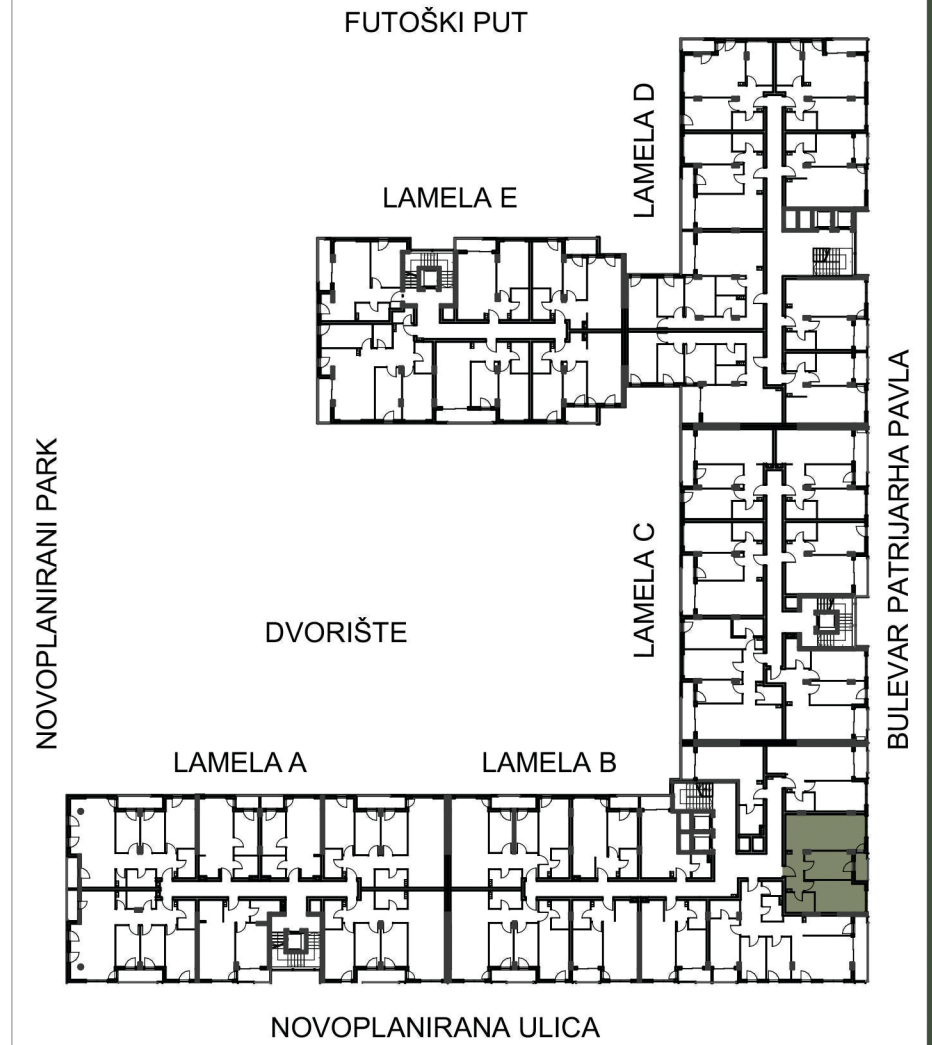 FUTOŠKI PUT
LAMELA D
LAMELA E
BULEVAR PATRIJARHA PAVLA
NOVOPLANIRANI PARK
LAMELA C
DVORIŠTE
LAMELA A
LAMELA B
NOVOPLANIRANA ULICA